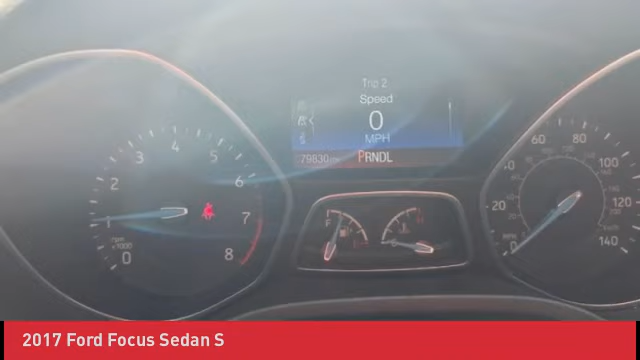 Trip 2
Speed
0
MPH
79830 PRNDL
0 1 2 3 4 5 6 7 8
rpm
x1000
F
0 20 60 80 100 120 140
MPH
2017 Ford Focus Sedan S